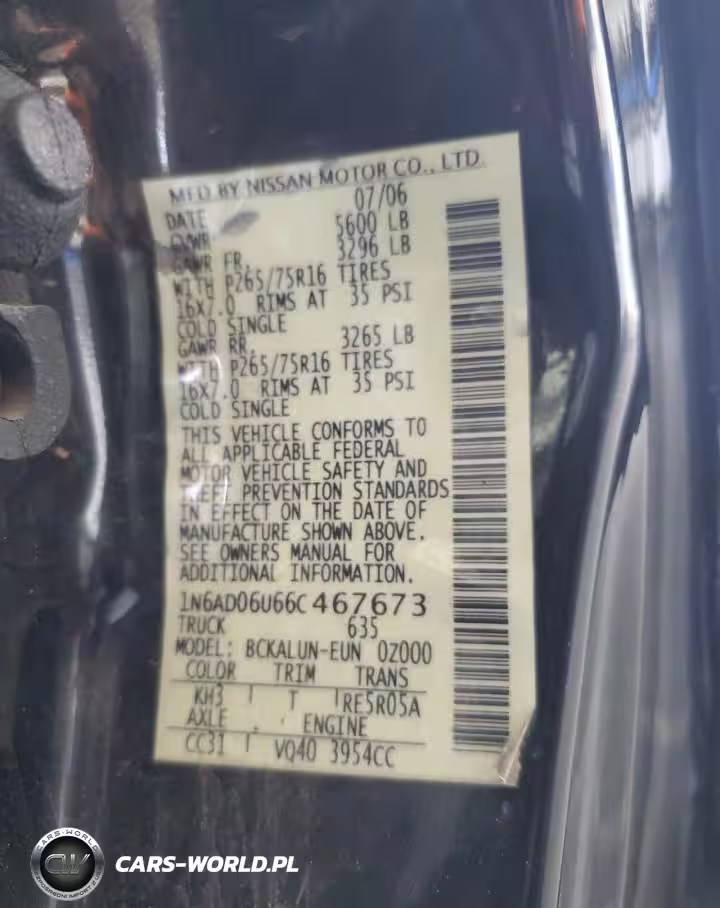 MFD BY NISSAN MOTOR CO., LTD.
DATE 07/06
GVWR 5600 LB
GAWR FR. 3296 LB
WITH P265/75R16 TIRES
16X7.0 RIMS AT 35 PSI
COLD SINGLE
GAWR RR. 3265 LB
WITH P265/75R16 TIRES
16X7.0 RIMS AT 35 PSI
COLD SINGLE
THIS VEHICLE CONFORMS TO
ALL APPLICABLE FEDERAL
MOTOR VEHICLE SAFETY AND
THEFT PREVENTION STANDARDS
IN EFFECT ON THE DATE OF
MANUFACTURE SHOWN ABOVE.
SEE OWNERS MANUAL FOR
ADDITIONAL INFORMATION.
1N6AD06U66C467673
TRUCK 635
MODEL: BCKALUN-EUN 0Z000
COLOR TRIM TRANS
KH3 T RE5R05A
AXLE ENGINE
CC31 VQ40 3954CC
CARS-WORLD
CW
CARS-WORLD.PL